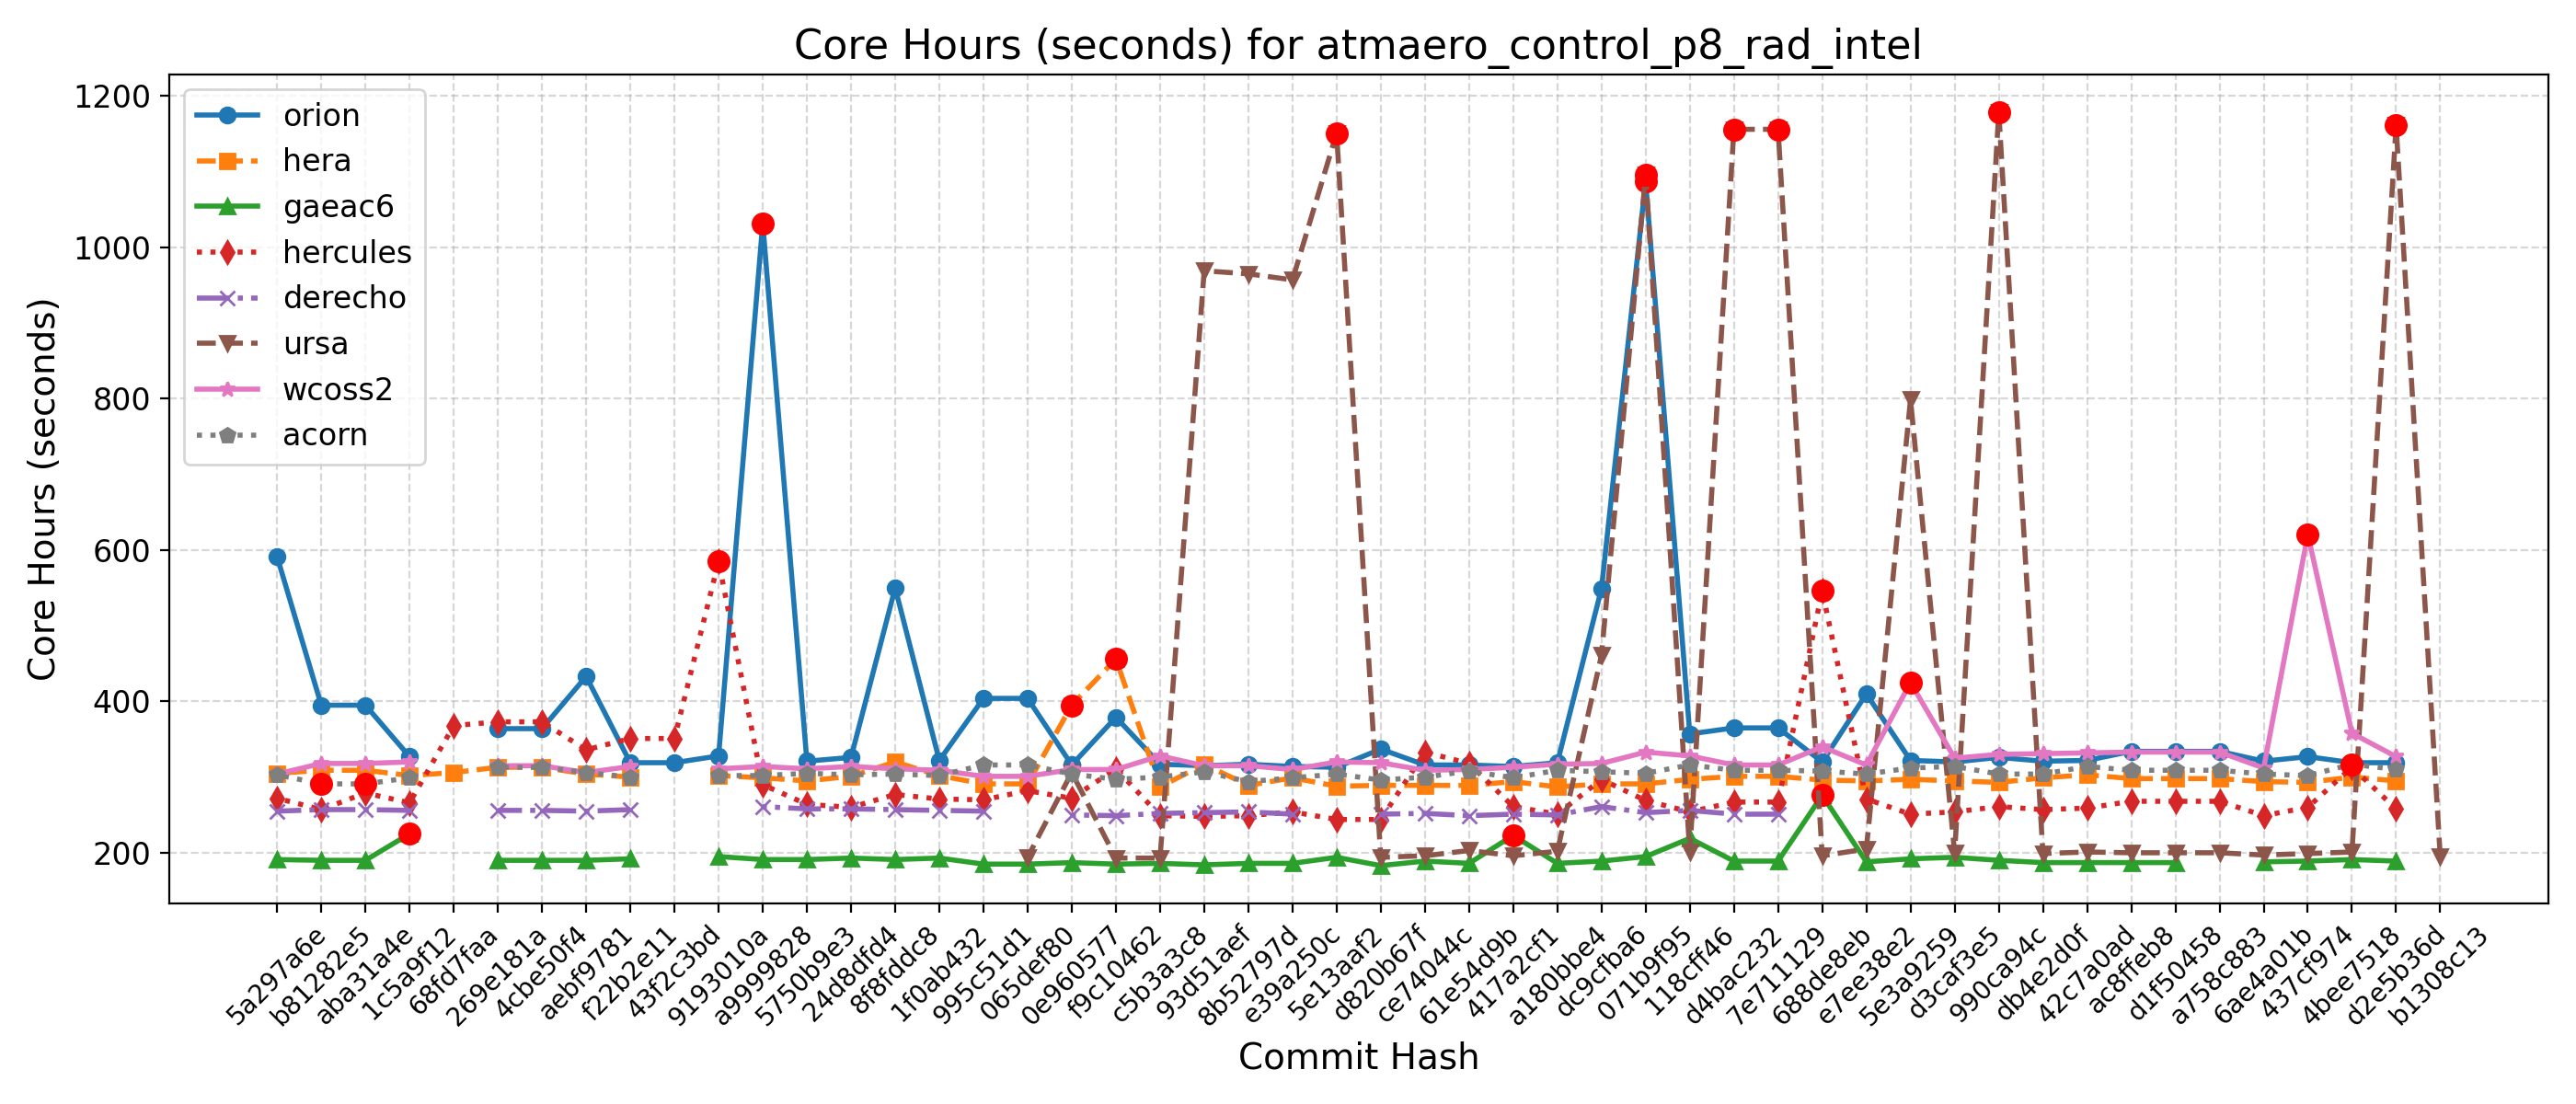 Core Hours (seconds) for atmaero_control_p8_rad_intel
Core Hours (seconds)
1200
1000
800
600
400
200
orion
hera
gaeac6
hercules
derecho
ursa
wcoss2
acorn
5a297a6e
b81282e5
aba31a4e
1c5a9f12
68fd7faa
269e181a
4cbe50f4
aebf9781
f22b2e11
43f2c3bd
9193010a
a9999828
5750b9e3
24d8dfd4
8f8fddc8
1f0ab432
995c51d1
065def80
0e960577
f9c10462
c5b3a3c8
93d51aef
8b52797d
e39a250c
5e13aaf2
d820b67f
ce74044c
61e54d9b
417a2cf1
a180bbe4
dc9cfba6
071b9f95
118cff46
d4bac232
7e711129
688de8eb
e7ee38e2
5e3a9259
d3caf3e5
990ca94c
db4e2d0f
42c7a0ad
ac8ffeb8
d1f50458
a758c883
6ae4a01b
437cf974
4bee7518
d2e5b36d
b1308c13
Commit Hash